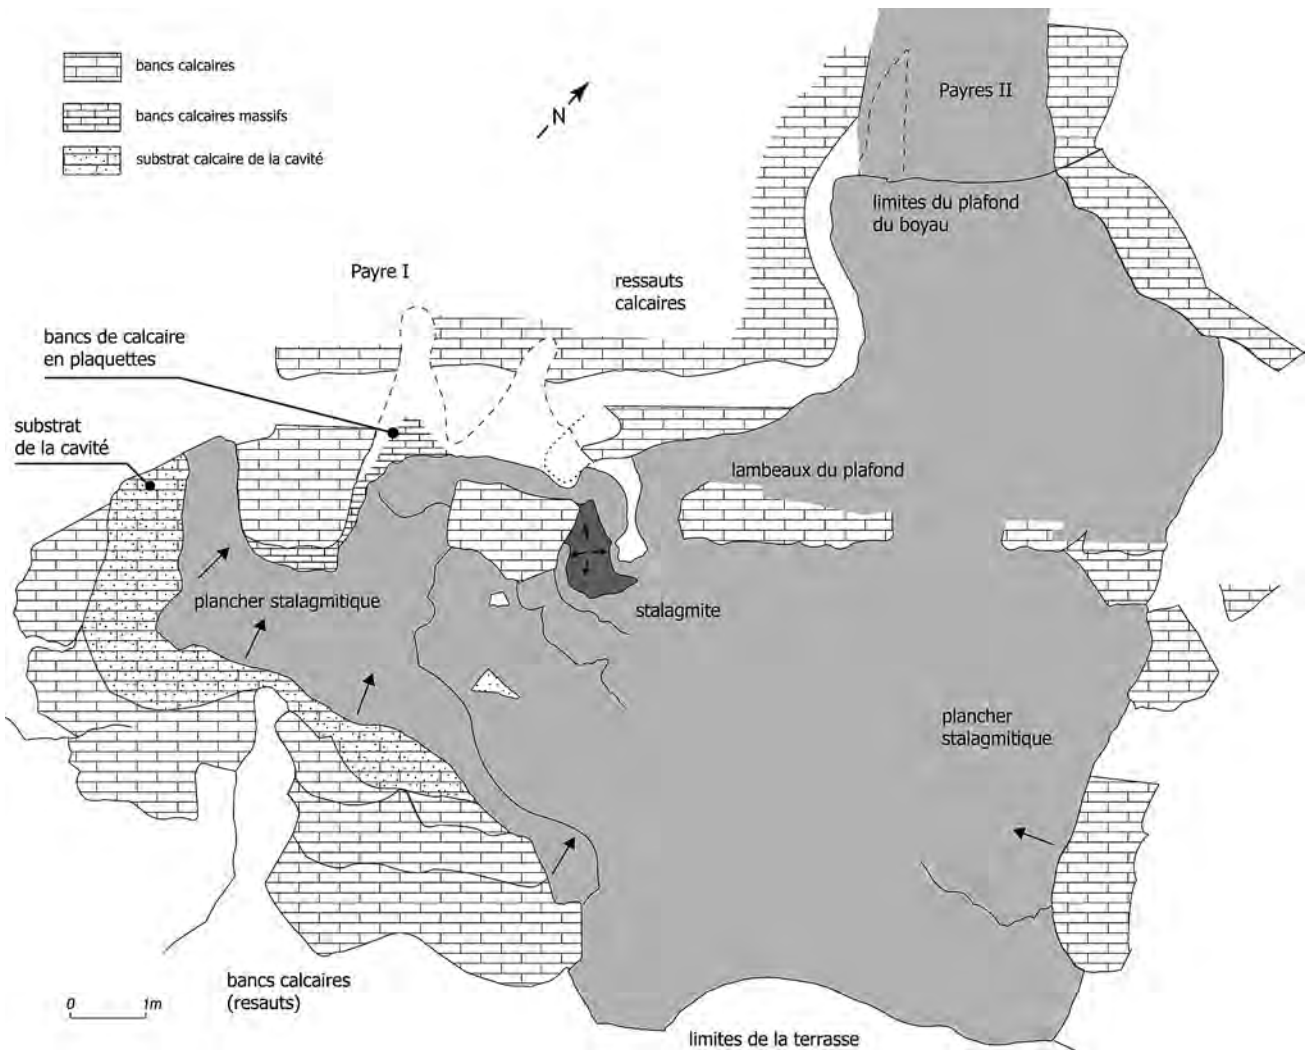 bancs calcaires
bancs calcaires massifs
substrat calcaire de la cavité
N
Payres II
limites du plafond
du boyau
Payre I
ressauts
calcaires
bancs de calcaire
en plaquettes
substrat
de la cavité
lambeaux du plafond
plancher stalagmitique
stalagmite
plancher
stalagmitique
bancs calcaires
(resauts)
0 1m
limites de la terrasse